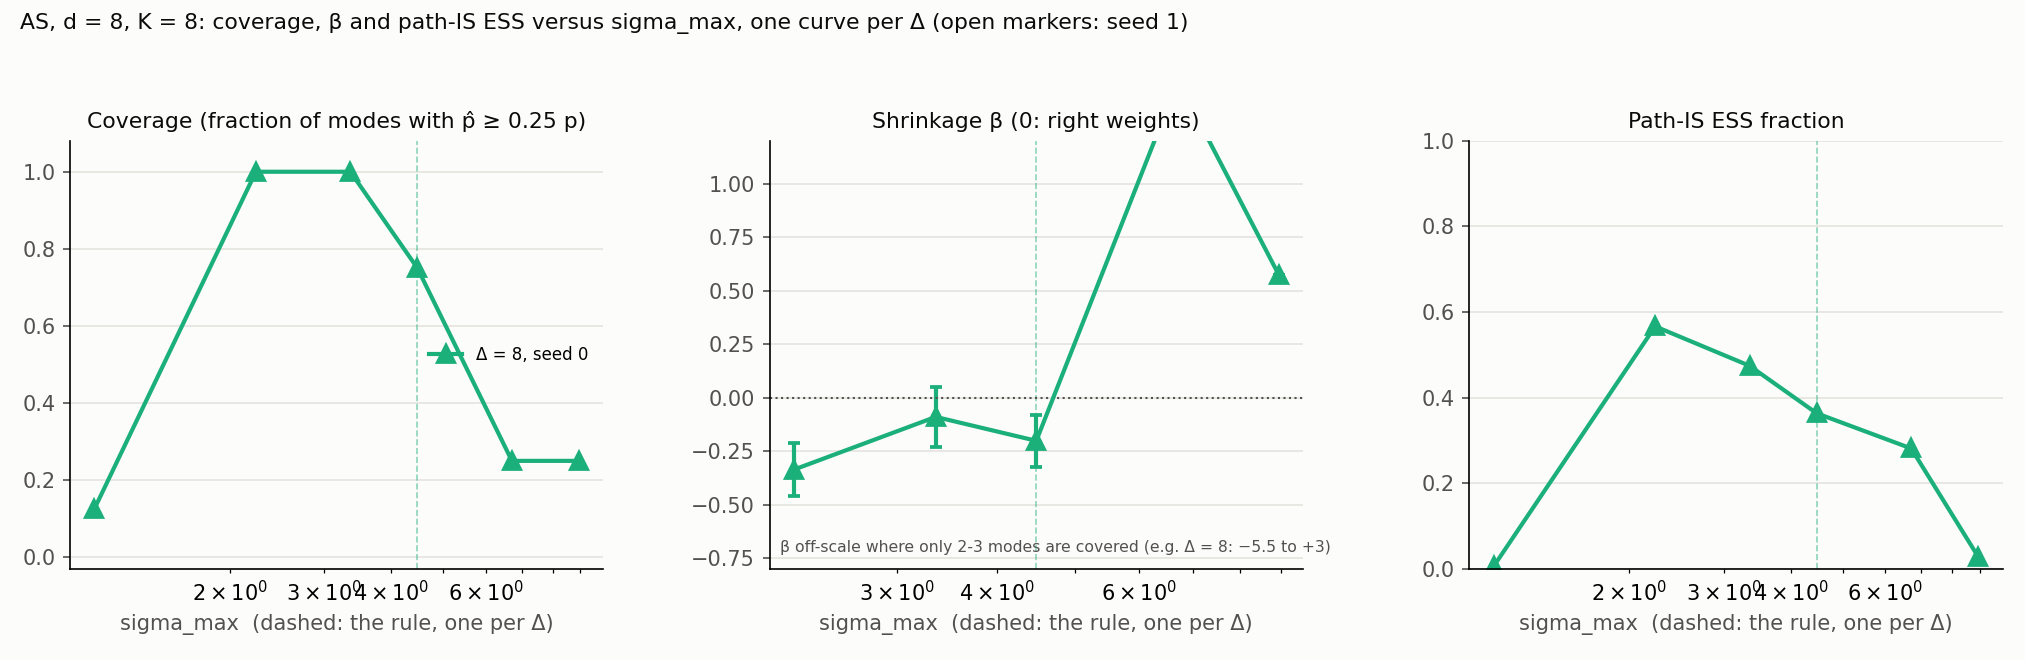 AS, d = 8, K = 8: coverage, β and path-IS ESS versus sigma_max, one curve per Δ (open markers: seed 1)
Coverage (fraction of modes with p̂ ≥ 0.25 p)
1.0
0.8
0.6
0.4
0.2
0.0
Δ = 8, seed 0
2 × 10⁰
3 × 10⁰
4 × 10⁰
6 × 10⁰
sigma_max (dashed: the rule, one per Δ)
Shrinkage β (0: right weights)
1.00
0.75
0.50
0.25
0.00
−0.25
−0.50
−0.75
β off-scale where only 2-3 modes are covered (e.g. Δ = 8: −5.5 to +3)
3 × 10⁰
4 × 10⁰
6 × 10⁰
sigma_max (dashed: the rule, one per Δ)
Path-IS ESS fraction
1.0
0.8
0.6
0.4
0.2
0.0
2 × 10⁰
3 × 10⁰
4 × 10⁰
6 × 10⁰
sigma_max (dashed: the rule, one per Δ)